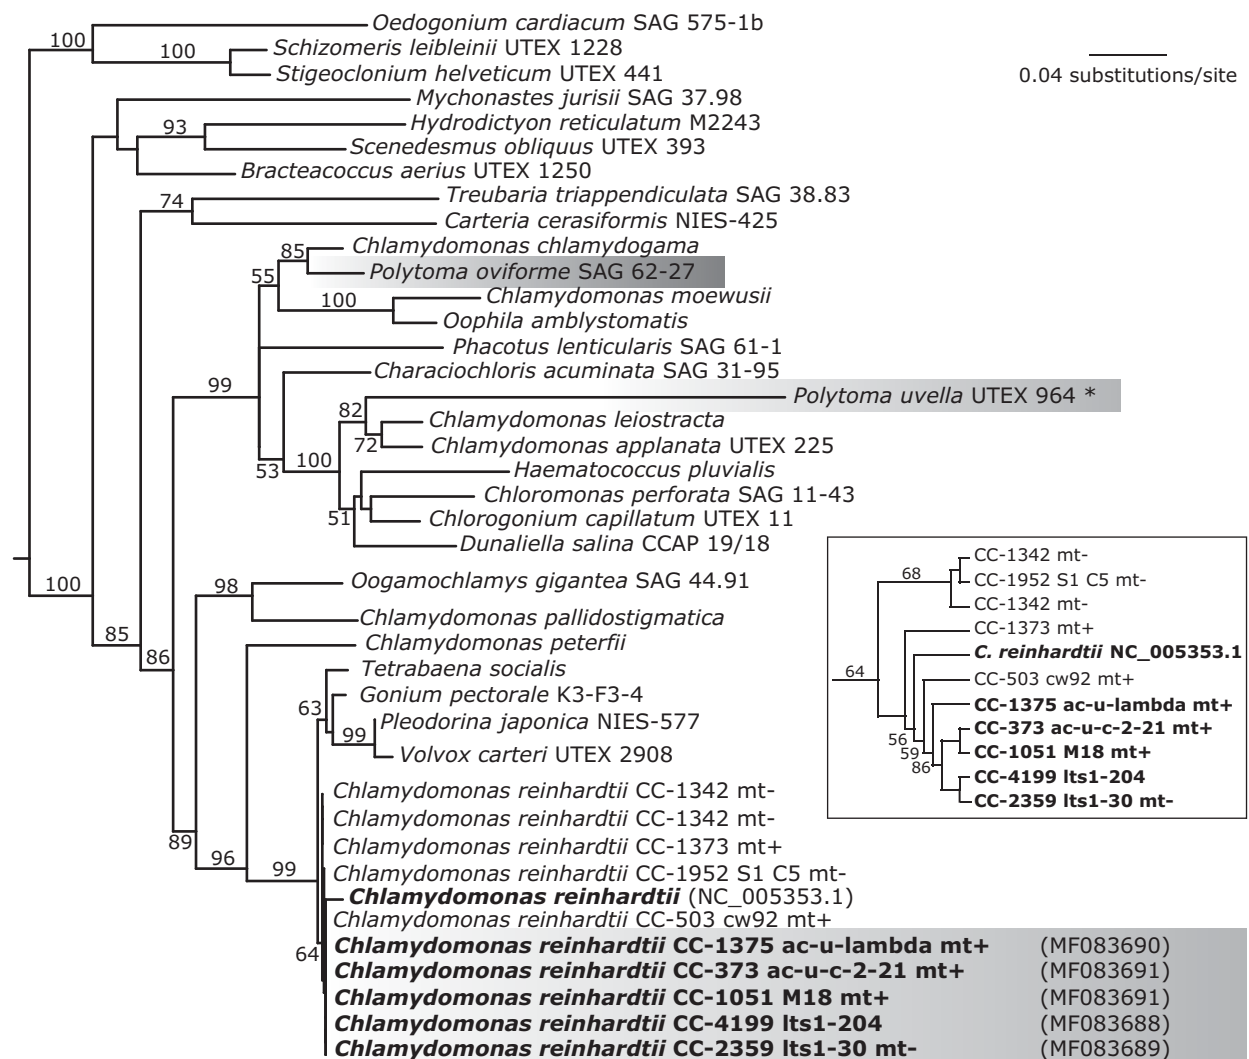 Oedogonium cardiacum SAG 575-1b
100
Schizomeris leibleinii UTEX 1228
100
Stigeoclonium helveticum UTEX 441
0.04 substitutions/site
Mychonastes jurisii SAG 37.98
Hydrodictyon reticulatum M2243
93
Scenedesmus obliquus UTEX 393
Bracteacoccus aerius UTEX 1250
Treubaria triappendiculata SAG 38.83
74
Carteria cerasiformis NIES-425
Chlamydomonas chlamydogama
85
Polytoma oviforme SAG 62-27
55
Chlamydomonas moewusii
100
Oophila amblystomatis
Phacotus lenticularis SAG 61-1
Characiochloris acuminata SAG 31-95
99
Polytoma uvella UTEX 964 *
82
Chlamydomonas leiostracta
72
Chlamydomonas applanata UTEX 225
100
53
Haematococcus pluvialis
Chloromonas perforata SAG 11-43
51
Chlorogonium capillatum UTEX 11
Dunaliella salina CCAP 19/18
100
98
Oogamochlamys gigantea SAG 44.91
Chlamydomonas pallidostigmatica
85
Chlamydomonas peterfii
86
Tetrabaena socialis
Gonium pectorale K3-F3-4
63
Pleodorina japonica NIES-577
99
Volvox carteri UTEX 2908
Chlamydomonas reinhardtii CC-1342 mt-
Chlamydomonas reinhardtii CC-1342 mt-
89
Chlamydomonas reinhardtii CC-1373 mt+
96
99
Chlamydomonas reinhardtii CC-1952 S1 C5 mt-
Chlamydomonas reinhardtii (NC_005353.1)
Chlamydomonas reinhardtii CC-503 cw92 mt+
64
Chlamydomonas reinhardtii CC-1375 ac-u-lambda mt+ (MF083690)
Chlamydomonas reinhardtii CC-373 ac-u-c-2-21 mt+ (MF083691)
Chlamydomonas reinhardtii CC-1051 M18 mt+ (MF083691)
Chlamydomonas reinhardtii CC-4199 lts1-204 (MF083688)
Chlamydomonas reinhardtii CC-2359 lts1-30 mt- (MF083689)
CC-1342 mt-
68
CC-1952 S1 C5 mt-
CC-1342 mt-
CC-1373 mt+
C. reinhardtii NC_005353.1
64
CC-503 cw92 mt+
CC-1375 ac-u-lambda mt+
CC-373 ac-u-c-2-21 mt+
56
CC-1051 M18 mt+
59
86
CC-4199 lts1-204
CC-2359 lts1-30 mt-